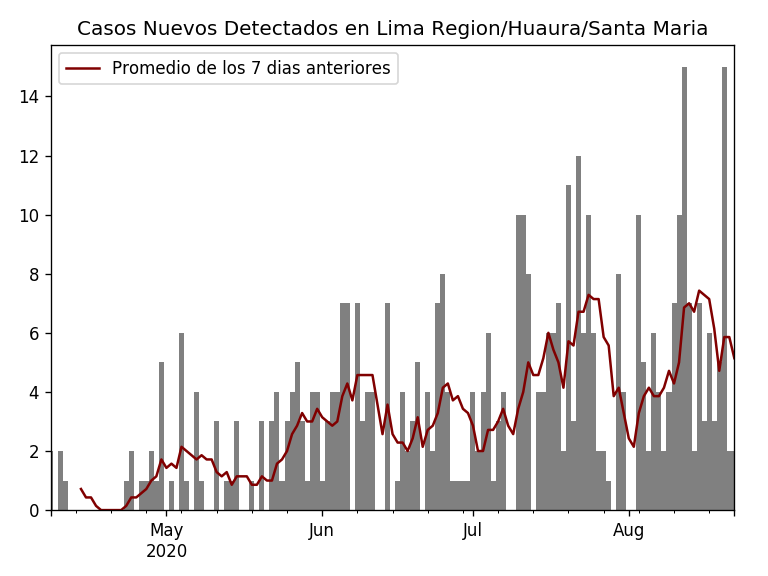 Casos Nuevos Detectados en Lima Region/Huaura/Santa Maria
Promedio de los 7 dias anteriores
14
12
10
8
6
4
2
0
May
2020
Jun
Jul
Aug